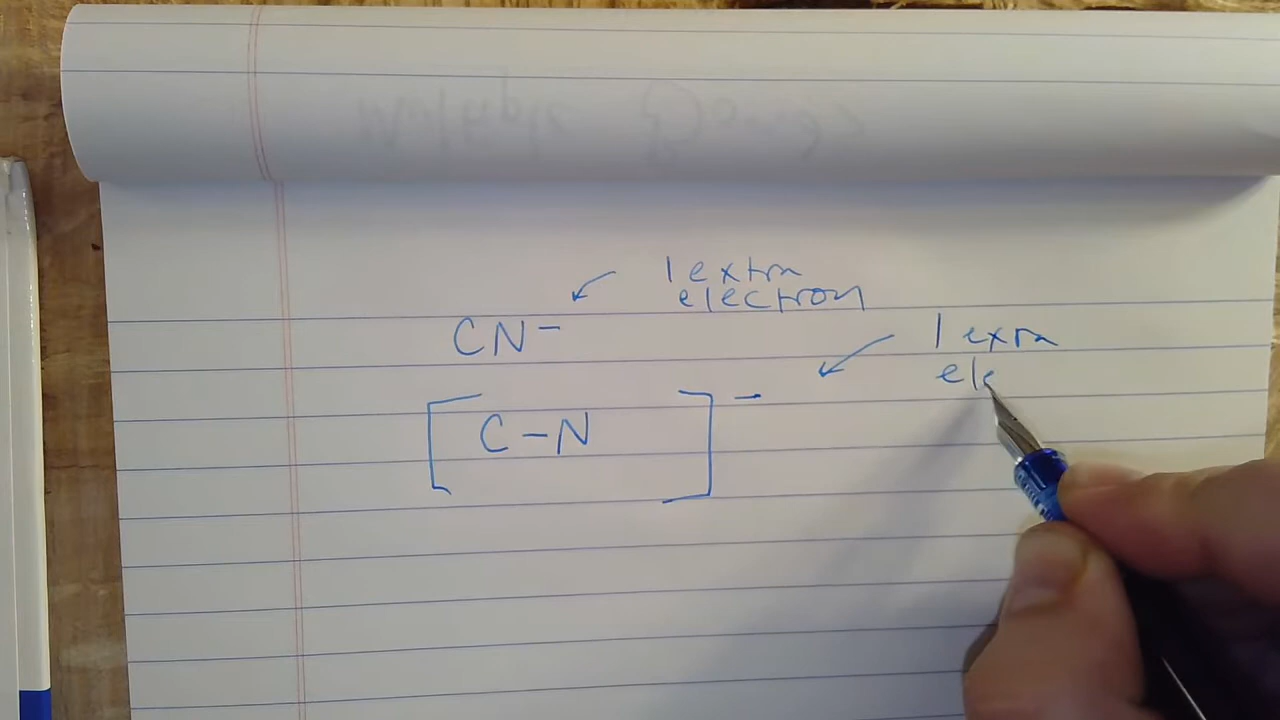 1 extra
electron
CN⁻
1 extra
ele
[C-N]⁻